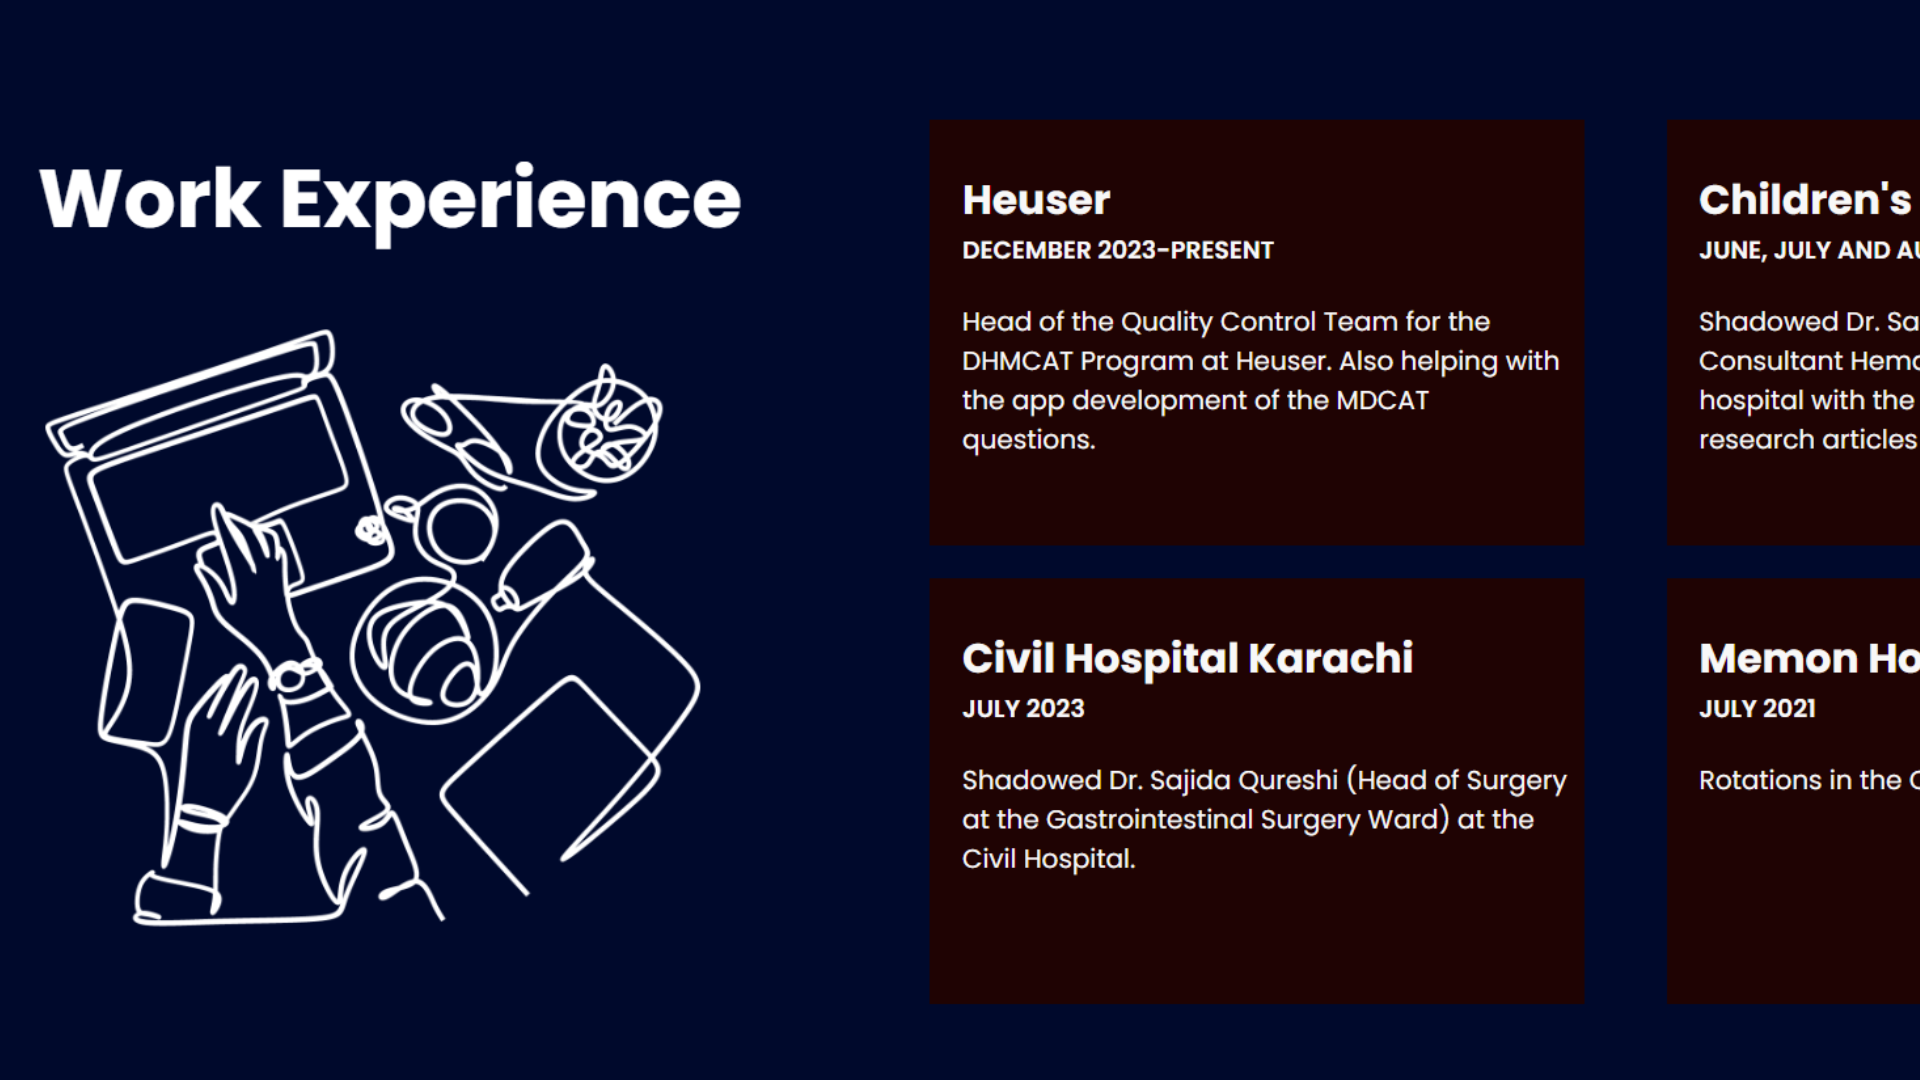 Work Experience
Heuser
DECEMBER 2023-PRESENT
Head of the Quality Control Team for the
DHMCAT Program at Heuser. Also helping with
the app development of the MDCAT
questions.
Civil Hospital Karachi
JULY 2023
Shadowed Dr. Sajida Qureshi (Head of Surgery
at the Gastrointestinal Surgery Ward) at the
Civil Hospital.
Children's
JUNE, JULY AND
Shadowed Dr.
Consultant
hospital with the
research articles
Memon
JULY 2021
Rotations in the